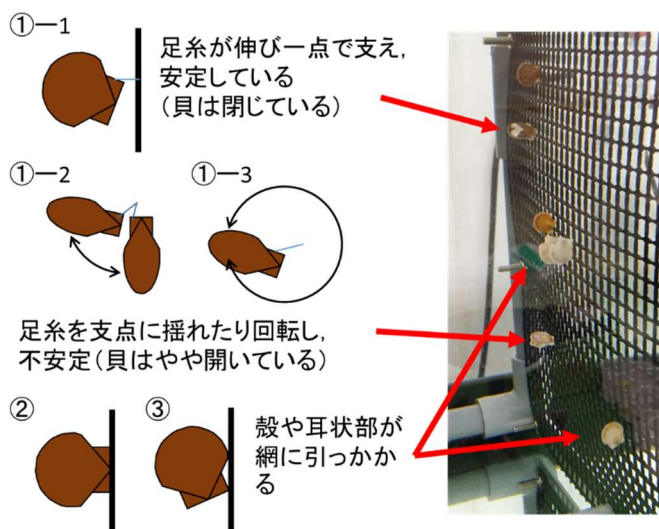 ①ー1
足糸が伸び一点で支え,
安定している
(貝は閉じている)
①ー2
①ー3
足糸を支点に揺れたり回転し,
不安定(貝はやや開いている)
②
③
殻や耳状部が
網に引っかか
る